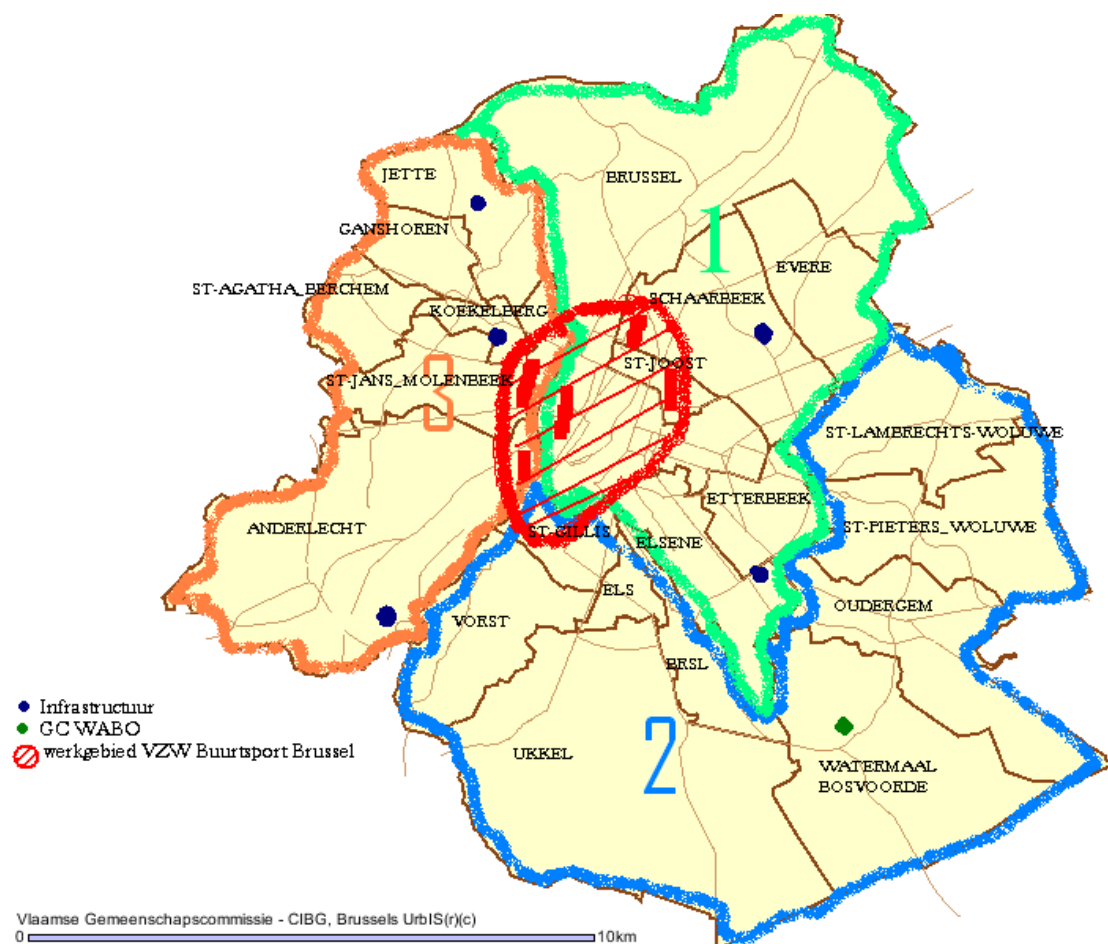 JETTE
BRUSSEL
GANSHOREN
1
EVERE
ST-AGATHA_BERCHEM
SCHAARBEEK
KOEKELBERG
ST-JOOST
ST-JANS_MOLENBEEK
3
ST-LAMBRECHTS-WOLUWE
ETTERBEEK
ANDERLECHT
ST-PIETERS_WOLUWE
ST-GILLIS
ELSENE
ELS
OUDERGEM
VORST
BRSL
Infrastructuur
GC WABO
werkgebied VZW Buurtsport Brussel
UKKEL
2
WATERMAAL
BOSVOORDE
Vlaamse Gemeenschapscommissie - CIBG, Brussels UrbIS(r)(c)
0 10km